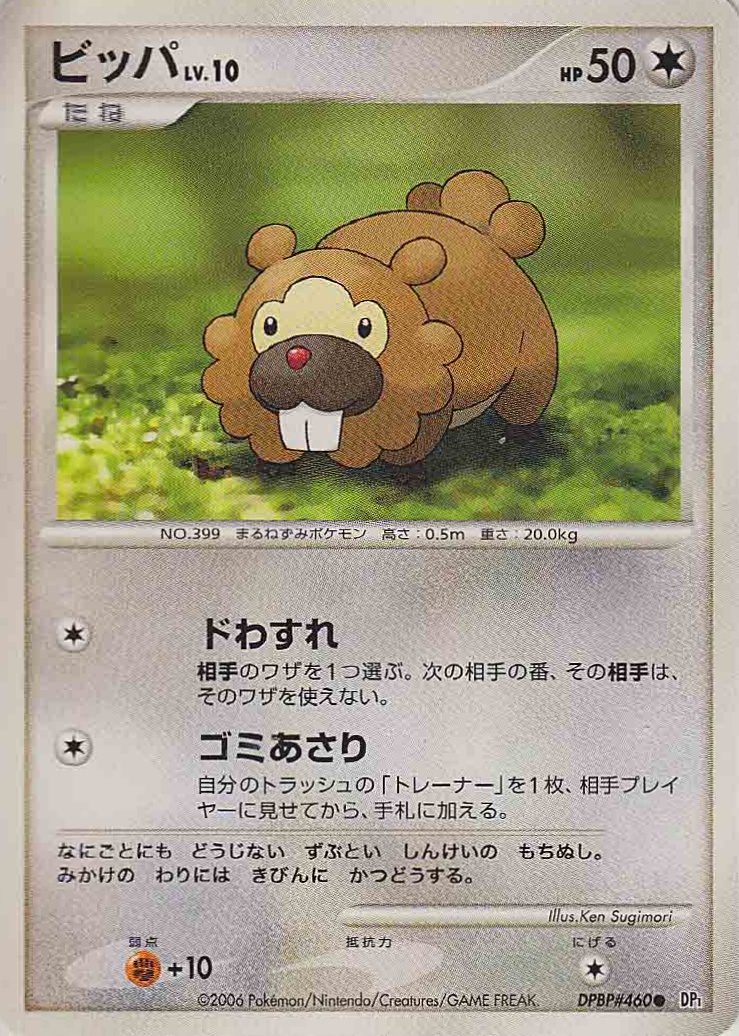 ビッパ LV.10 HP50
基本
NO.399 まるねずみポケモン 高さ:0.5m 重さ:20.0kg
ドわすれ
相手のワザを1つ選ぶ。次の相手の番、その相手は、
そのワザを使えない。
ゴミあさり
自分のトラッシュの「トレーナー」を1枚、相手プレイ
ヤーに見せてから、手札に加える。
なにごとにも どうじない ずぶとい しんけいの もちぬし。
みかけの わりには きびんに かつどうする。
Illus.Ken Sugimori
弱点 抵抗力 にげる
+10
©2006 Pokémon/Nintendo/Creatures/GAME FREAK. DPBP#460● DP1